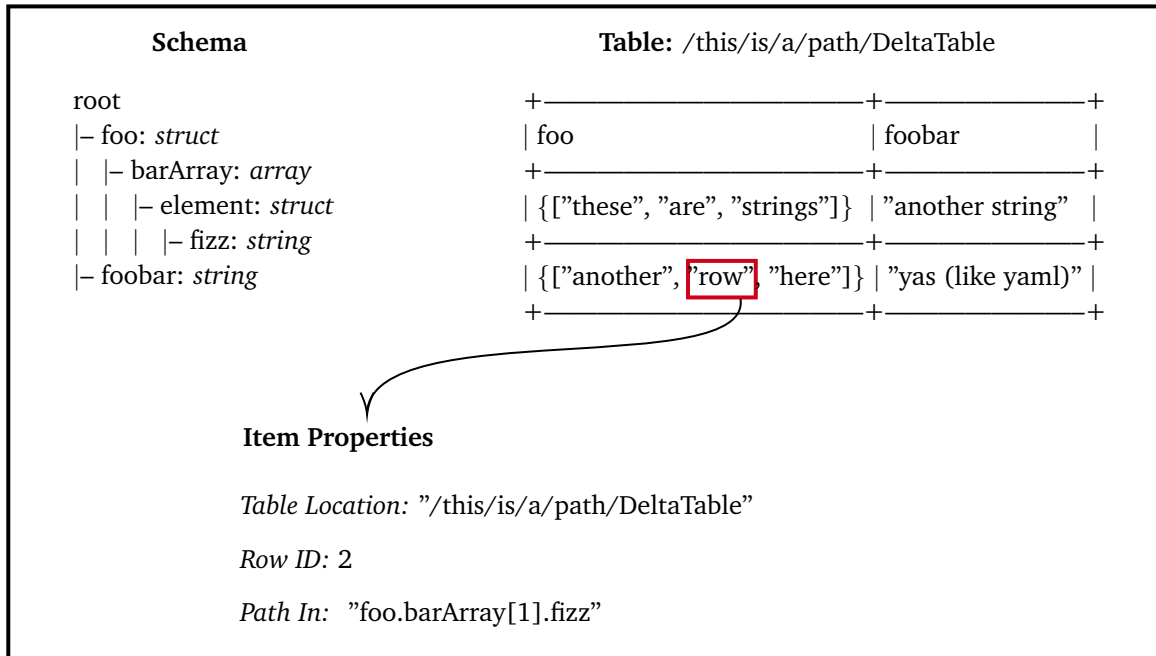 Schema
root
|– foo: struct
| |– barArray: array
| | |– element: struct
| | | |– fizz: string
|– foobar: string
Table: /this/is/a/path/DeltaTable
+————————————+———————–+
| foo | foobar |
+————————————+———————–+
| {["these", "are", "strings"]} | "another string" |
+————————————+———————–+
| {["another", "row", "here"]} | "yas (like yaml)" |
+————————————+———————–+
Item Properties
Table Location: "/this/is/a/path/DeltaTable"
Row ID: 2
Path In: "foo.barArray[1].fizz"